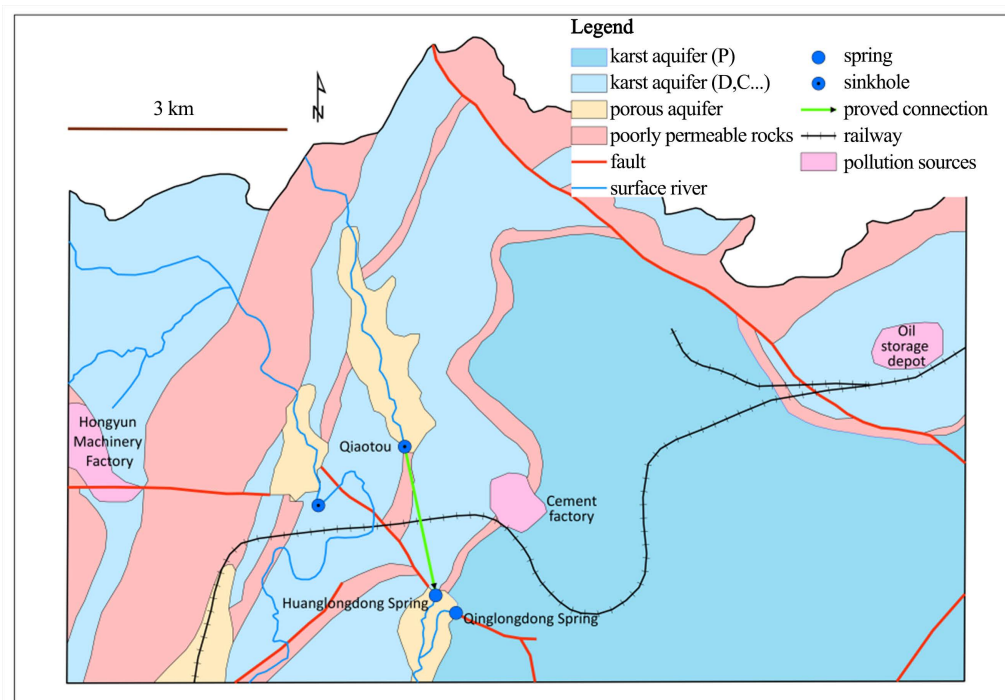 Legend
karst aquifer (P)
karst aquifer (D,C...)
porous aquifer
poorly permeable rocks
fault
surface river
spring
sinkhole
proved connection
railway
pollution sources
3 km
N
Oil
storage
depot
Hongyun
Machinery
Factory
Qiaotou
Cement
factory
Huanglongdong Spring
Qinglongdong Spring